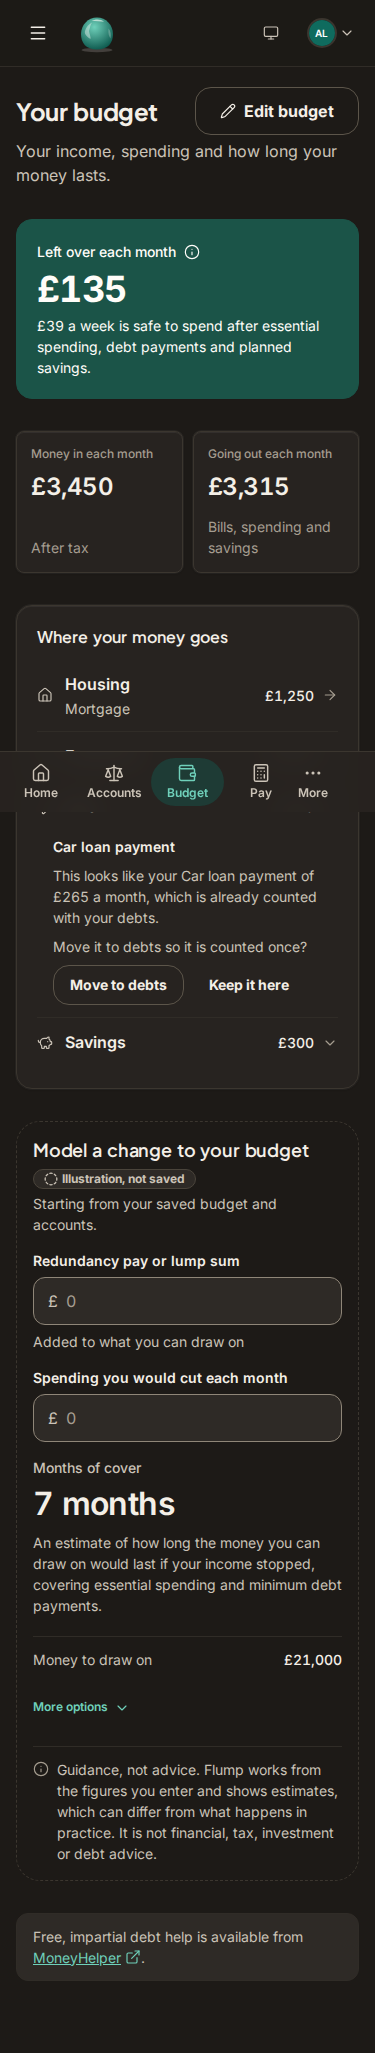 AL
Your budget
Edit budget
Your income, spending and how long your
money lasts.
Left over each month
£135
£39 a week is safe to spend after essential
spending, debt payments and planned
savings.
Money in each month
£3,450
After tax
Going out each month
£3,315
Bills, spending and
savings
Where your money goes
Housing
£1,250
Mortgage
Home
Accounts
Budget
Pay
More
Car loan payment
This looks like your Car loan payment of
£265 a month, which is already counted
with your debts.
Move it to debts so it is counted once?
Move to debts
Keep it here
Savings
£300
Model a change to your budget
Illustration, not saved
Starting from your saved budget and
accounts.
Redundancy pay or lump sum
£ 0
Added to what you can draw on
Spending you would cut each month
£ 0
Months of cover
7 months
An estimate of how long the money you can
draw on would last if your income stopped,
covering essential spending and minimum debt
payments.
Money to draw on
£21,000
More options
Guidance, not advice. Flump works from
the figures you enter and shows estimates,
which can differ from what happens in
practice. It is not financial, tax, investment
or debt advice.
Free, impartial debt help is available from
MoneyHelper.